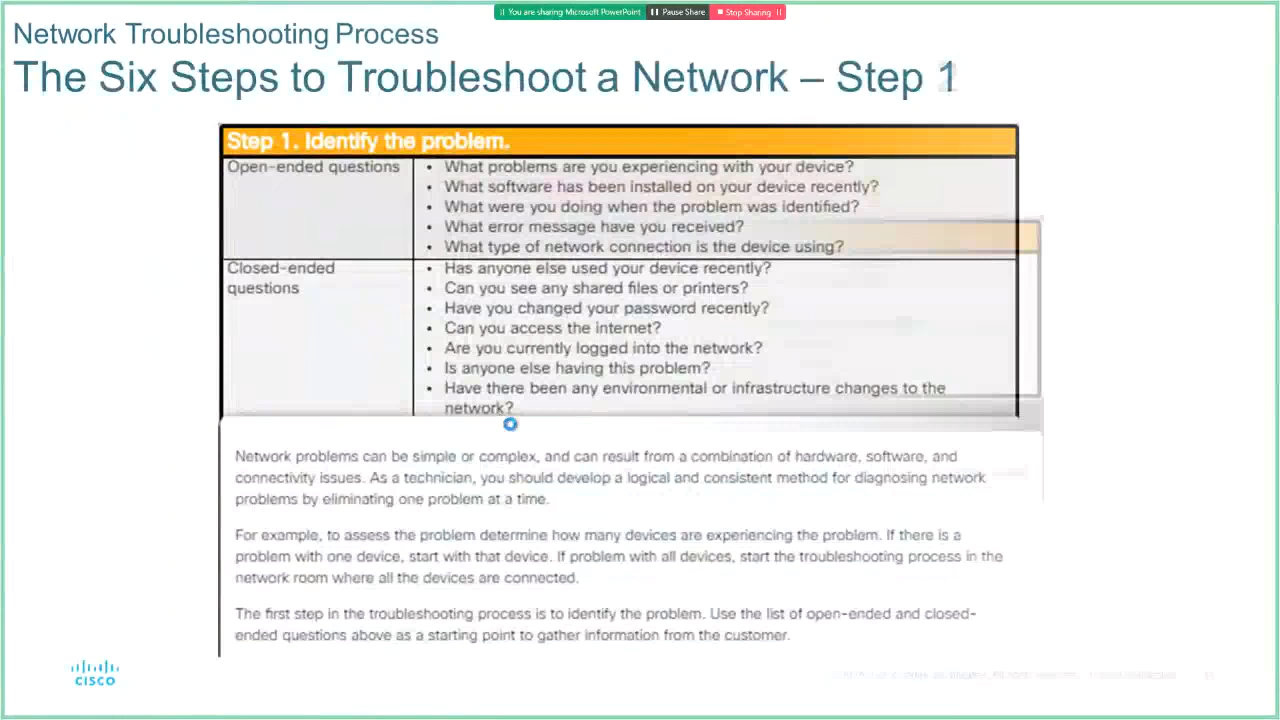 You are sharing Microsoft PowerPoint Pause Share Stop Sharing
Network Troubleshooting Process
The Six Steps to Troubleshoot a Network – Step 1
Step 1. Identify the problem.
Open-ended questions
• What problems are you experiencing with your device?
• What software has been installed on your device recently?
• What were you doing when the problem was identified?
• What error message have you received?
• What type of network connection is the device using?
Closed-ended
questions
• Has anyone else used your device recently?
• Can you see any shared files or printers?
• Have you changed your password recently?
• Can you access the internet?
• Are you currently logged into the network?
• Is anyone else having this problem?
• Have there been any environmental or infrastructure changes to the
network?
Network problems can be simple or complex, and can result from a combination of hardware, software, and
connectivity issues. As a technician, you should develop a logical and consistent method for diagnosing network
problems by eliminating one problem at a time.
For example, to assess the problem determine how many devices are experiencing the problem. If there is a
problem with one device, start with that device. If problem with all devices, start the troubleshooting process in the
network room where all the devices are connected.
The first step in the troubleshooting process is to identify the problem. Use the list of open-ended and closed-
ended questions above as a starting point to gather information from the customer.
CISCO